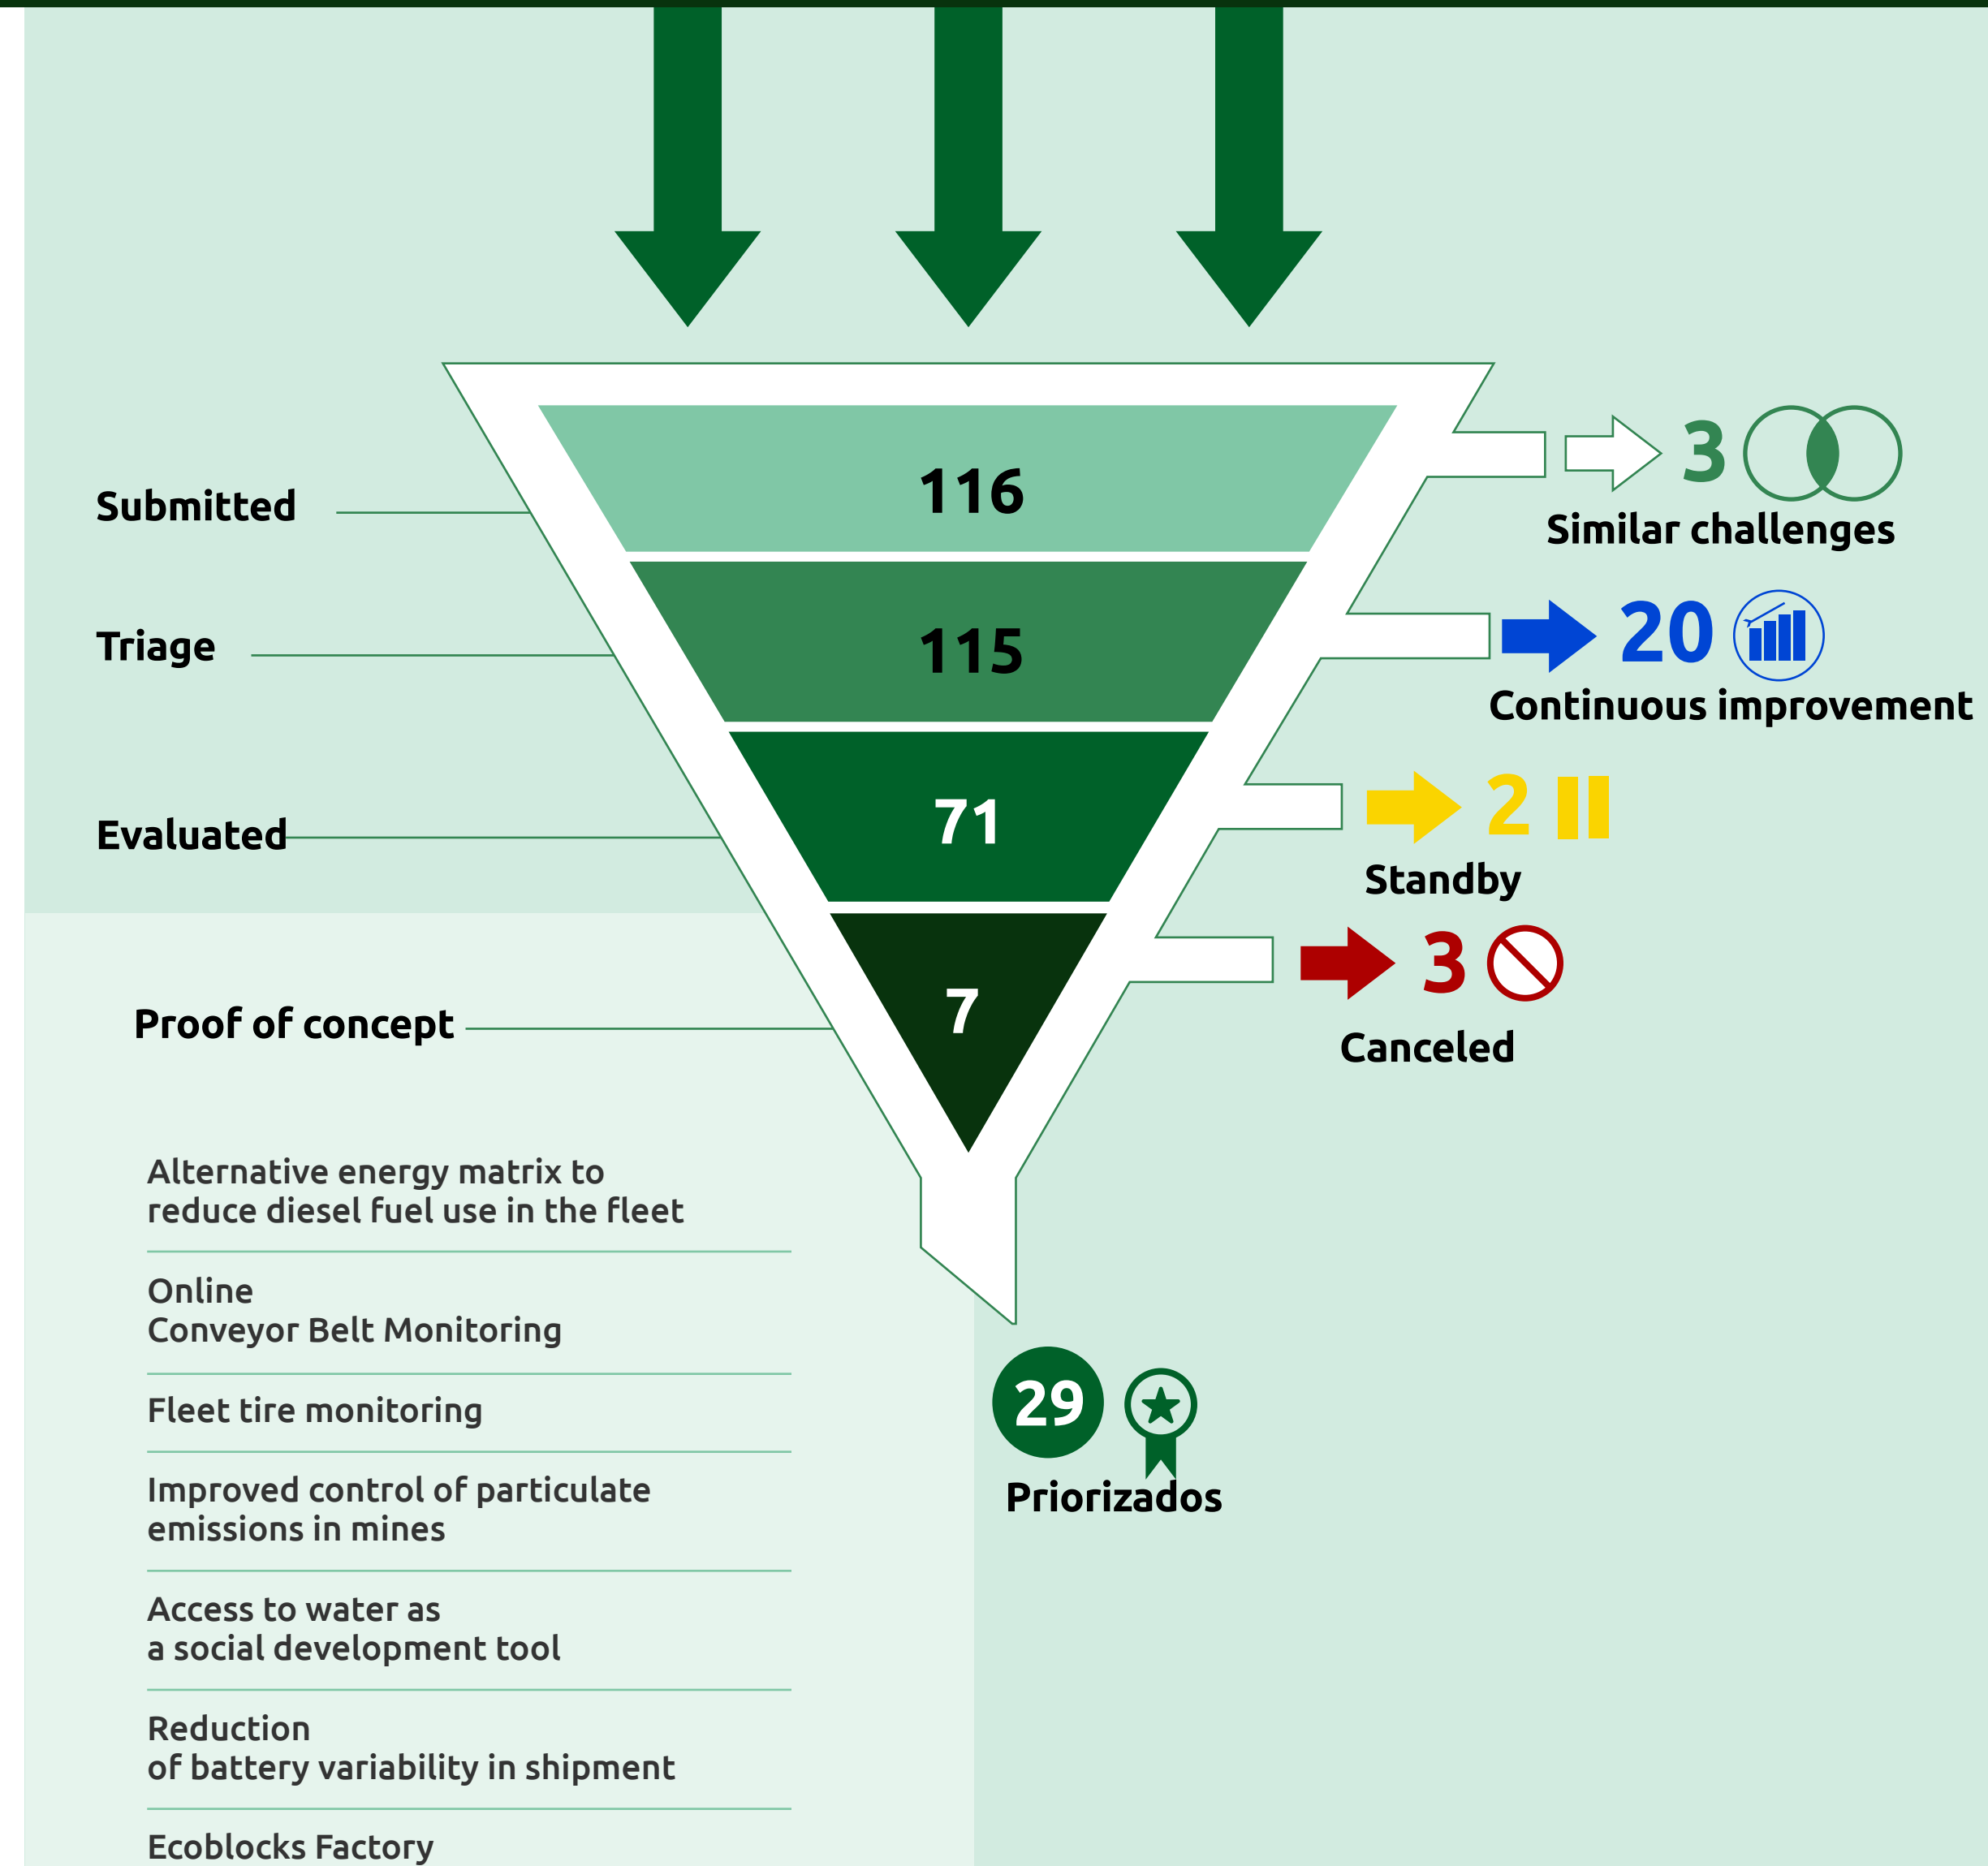 Submitted
116
3
Similar challenges
Triage
115
20
Continuous improvement
Evaluated
71
2
Standby
Proof of concept
7
3
Canceled
Alternative energy matrix to
reduce diesel fuel use in the fleet
Online
Conveyor Belt Monitoring
Fleet tire monitoring
Improved control of particulate
emissions in mines
Access to water as
a social development tool
Reduction
of battery variability in shipment
Ecoblocks Factory
29
Priorizados